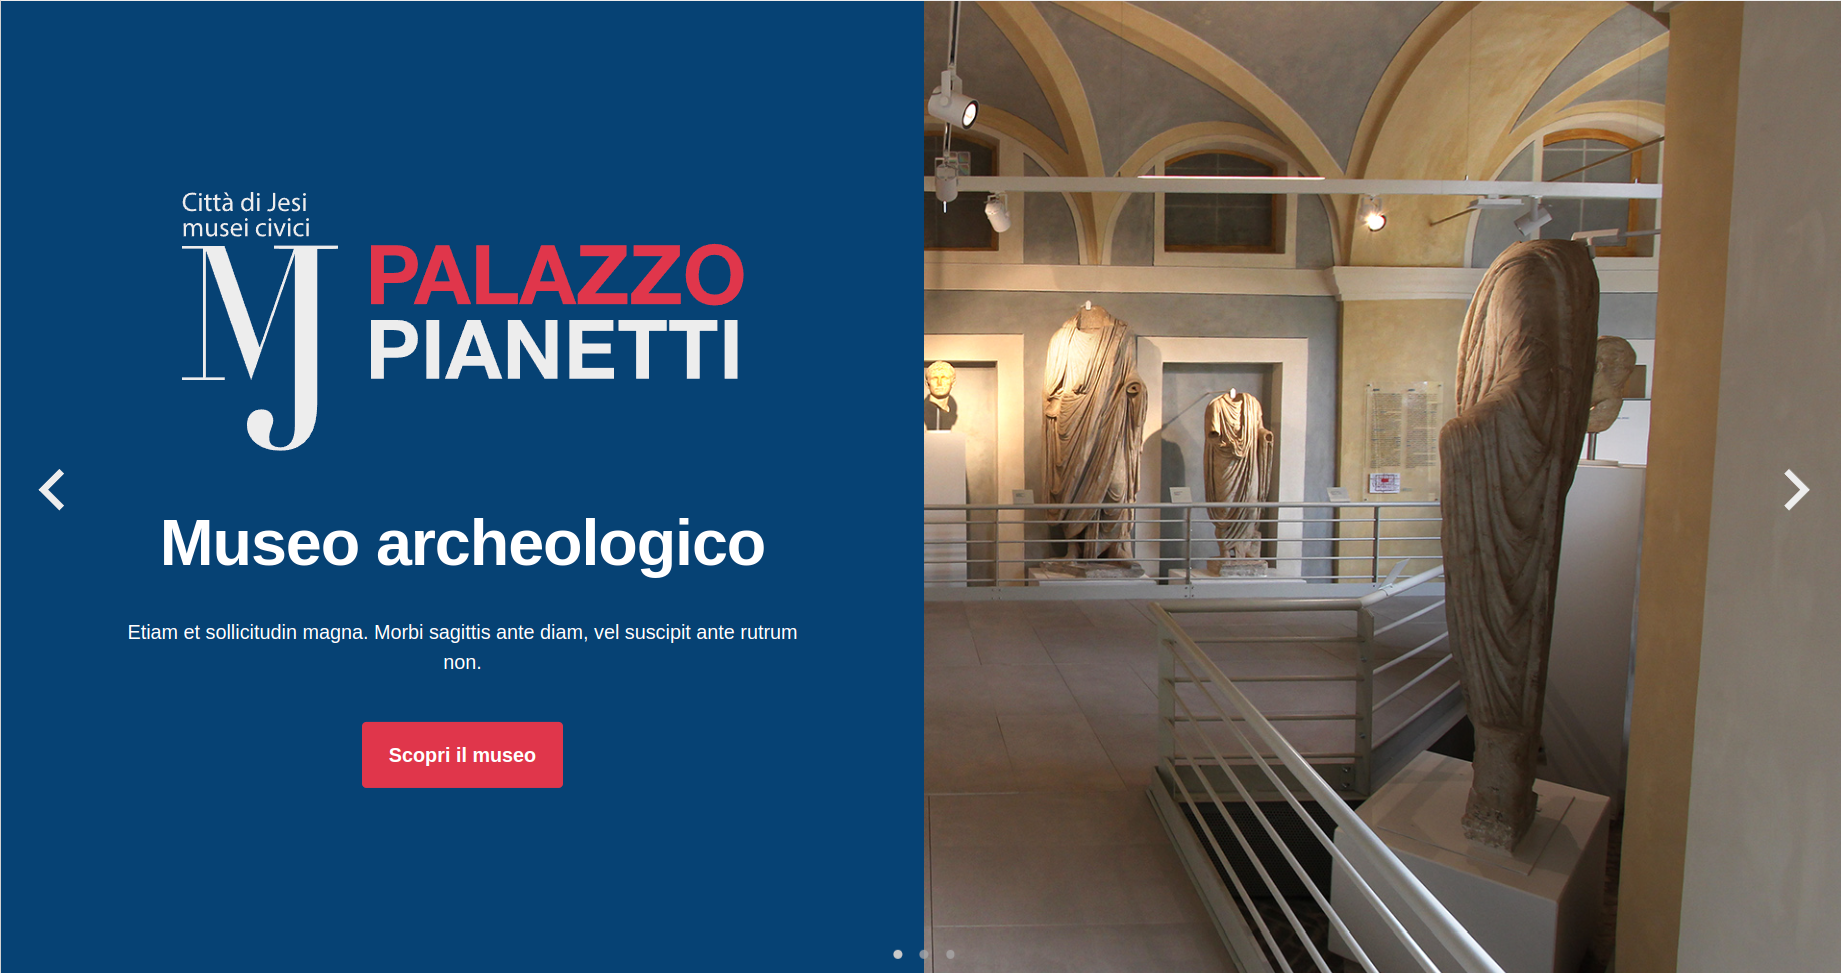 Città di Jesi
musei civici
MJ
PALAZZO
PIANETTI
Museo archeologico
Etiam et sollicitudin magna. Morbi sagittis ante diam, vel suscipit ante rutrum
non.
Scopri il museo